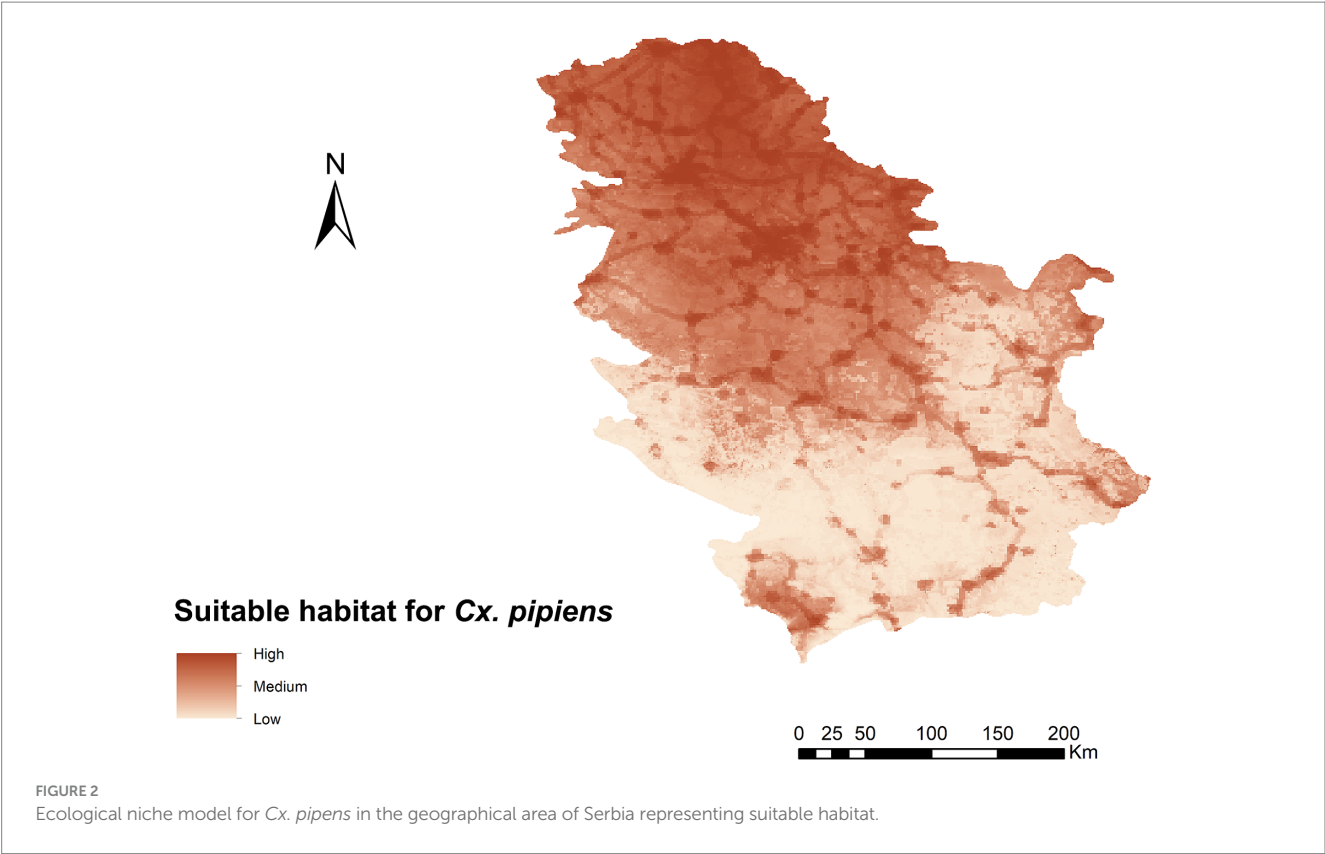 N
Suitable habitat for Cx. pipiens
High
Medium
Low
0 25 50 100 150 200
Km
FIGURE 2
Ecological niche model for Cx. pipens in the geographical area of Serbia representing suitable habitat.